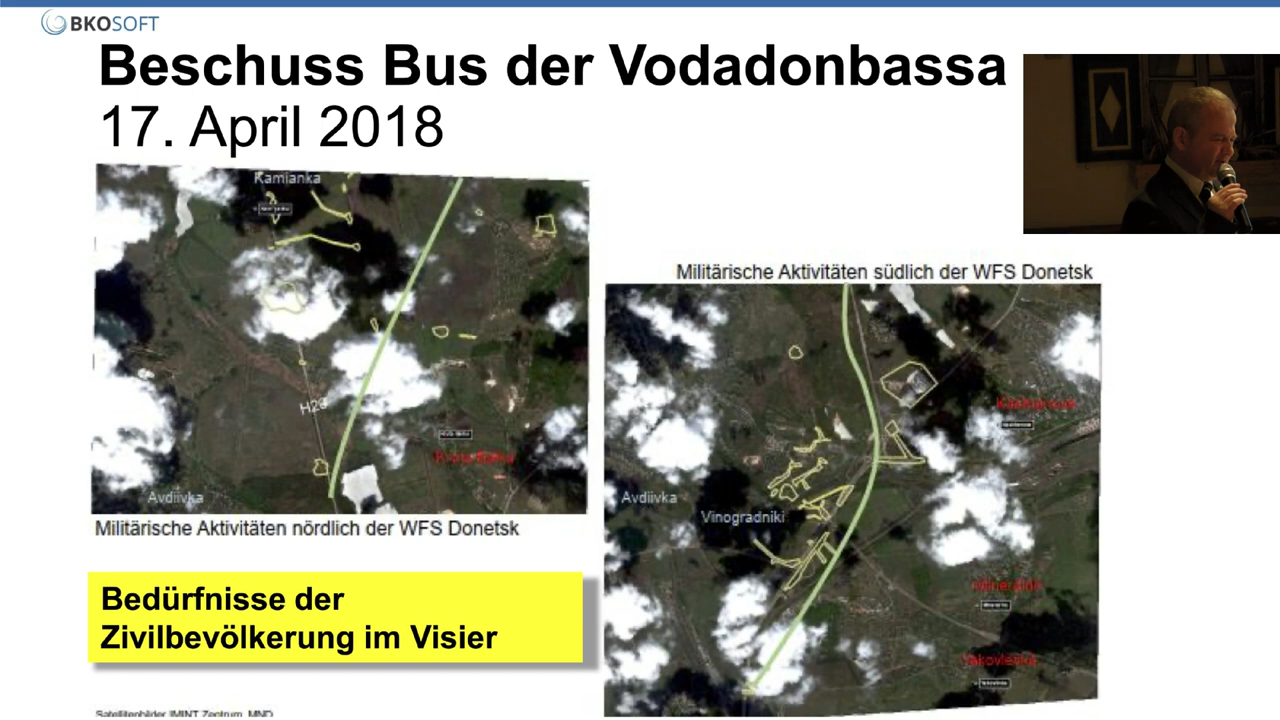 BKOSOFT
Beschuss Bus der Vodadonbassa
17. April 2018
Kamianka
H20
Avdiivka
Militärische Aktivitäten nördlich der WFS Donetsk
Militärische Aktivitäten südlich der WFS Donetsk
Avdiivka
Vinogradniki
Yakovlevka
Bedürfnisse der
Zivilbevölkerung im Visier
Satellitenbilder IMINT Zentrum, MND